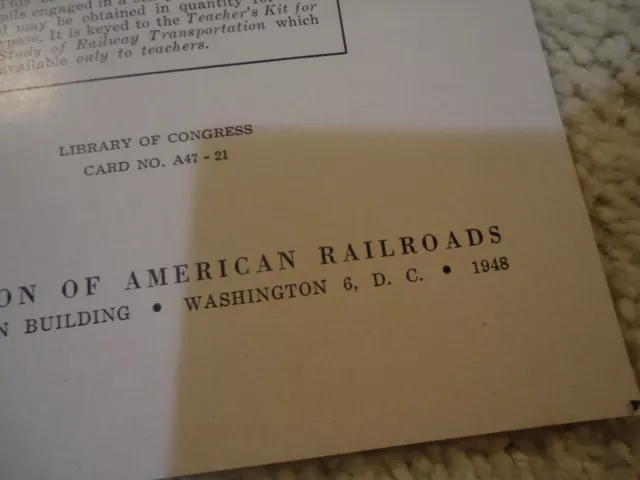 pils engaged in a
may be obtained in quantity for
pose. It is keyed to the Teacher's Kit for
Study of Railway Transportation which
available only to teachers.
LIBRARY OF CONGRESS
CARD NO. A47-21
ON OF AMERICAN RAILROADS
N BUILDING • WASHINGTON 6, D. C. • 1948